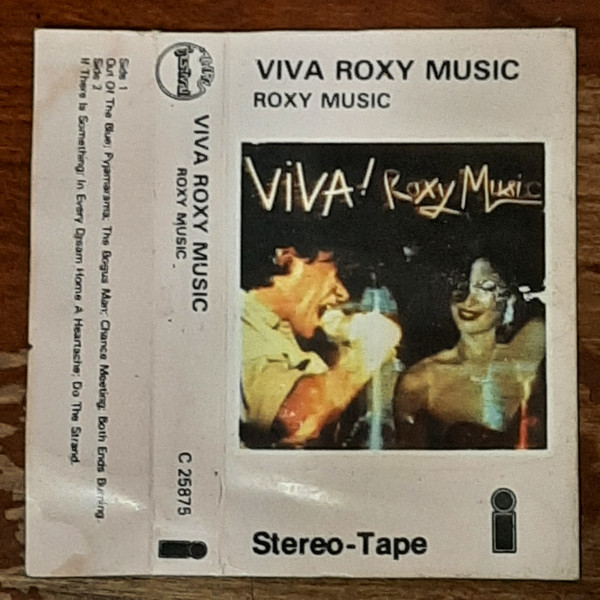 VIVA ROXY MUSIC
ROXY MUSIC
ViVA! Roxy Music
Stereo-Tape
VIVA ROXY MUSIC
ROXY MUSIC
C 25875
Side 1
Out Of The Blue; Pyjamarama; The Bogus Man; Chance Meeting; Both Ends Burning.
Side 2
If There Is Something; In Every Dream Home A Heartache; Do The Strand.